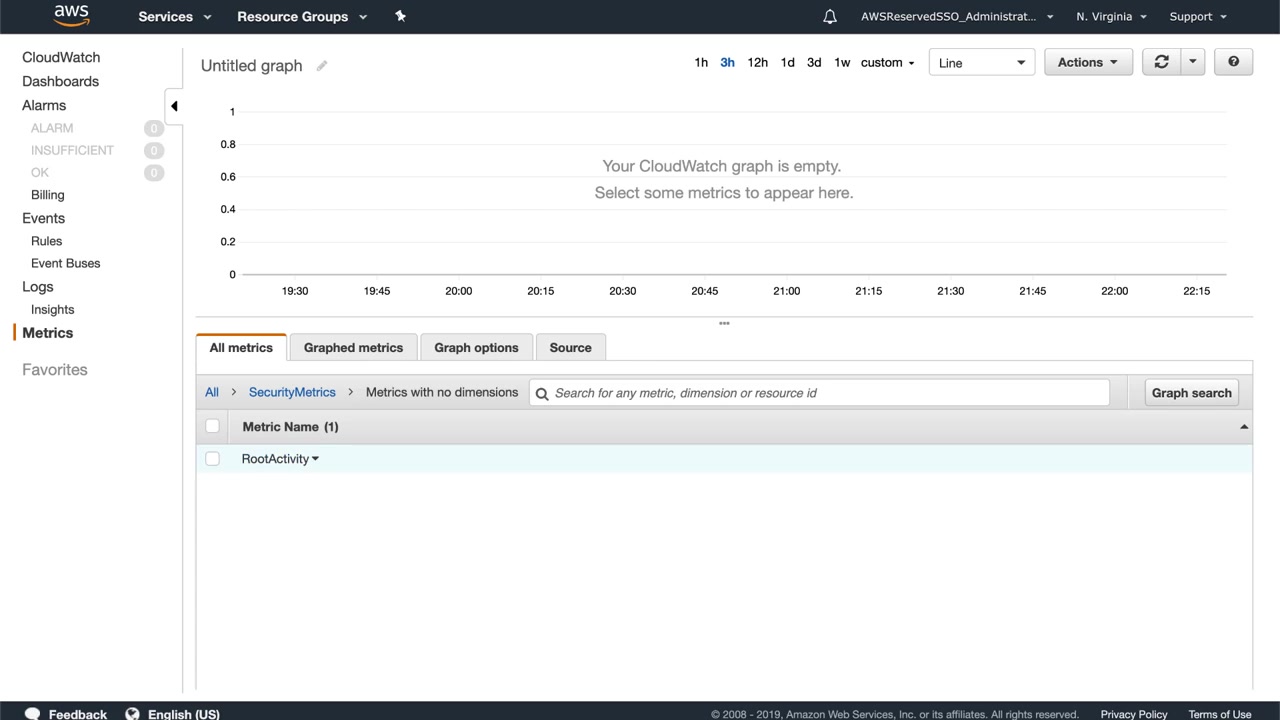 aws
Services
Resource Groups
AWSReservedSSO_Administrat...
N. Virginia
Support
CloudWatch
Dashboards
Alarms
ALARM 0
INSUFFICIENT 0
OK 0
Billing
Events
Rules
Event Buses
Logs
Insights
Metrics
Favorites
Untitled graph
1h 3h 12h 1d 3d 1w custom
Line
Actions
?
1
0.8
0.6
0.4
0.2
0
Your CloudWatch graph is empty.
Select some metrics to appear here.
19:30 19:45 20:00 20:15 20:30 20:45 21:00 21:15 21:30 21:45 22:00 22:15
All metrics
Graphed metrics
Graph options
Source
All > SecurityMetrics > Metrics with no dimensions
Search for any metric, dimension or resource id
Graph search
Metric Name (1)
RootActivity
Feedback
English (US)
© 2008 - 2019, Amazon Web Services, Inc. or its affiliates. All rights reserved.
Privacy Policy
Terms of Use